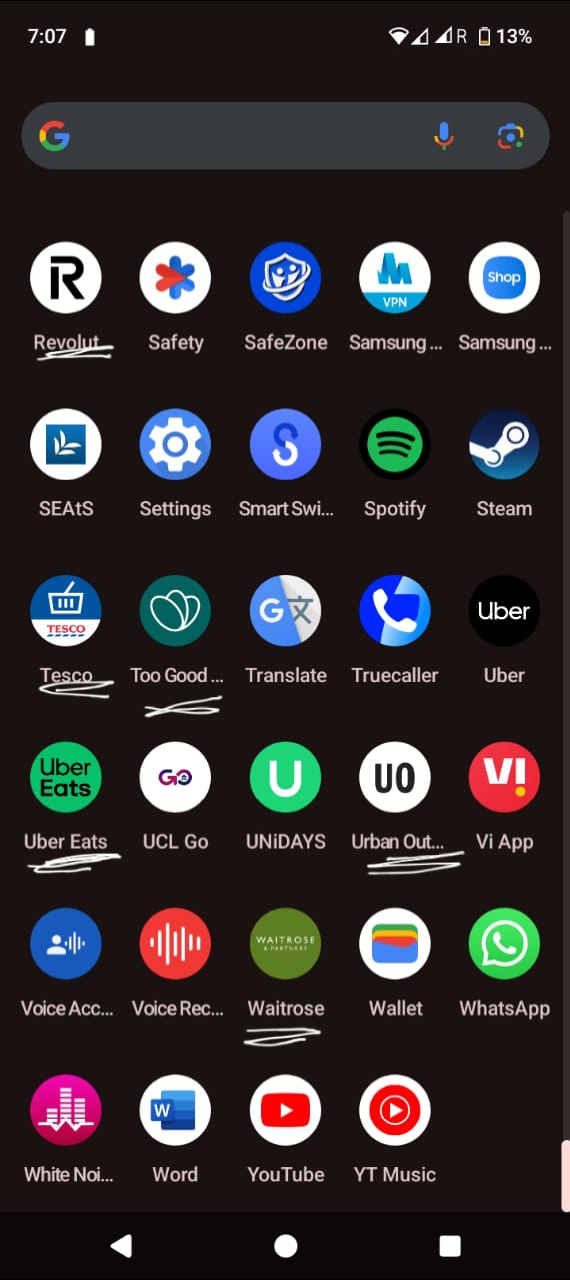 7:07 R 13%
Revolut Safety SafeZone Samsung ... Samsung ...
VPN Shop
SEAtS Settings Smart Swi... Spotify Steam
TESCO G 文 Uber
Tesco Too Good ... Translate Truecaller Uber
Uber Eats GO U UO VI
Uber Eats UCL Go UNiDAYS Urban Out... Vi App
WAITROSE & PARTNERS
Voice Acc... Voice Rec... Waitrose Wallet WhatsApp
W
White Noi... Word YouTube YT Music